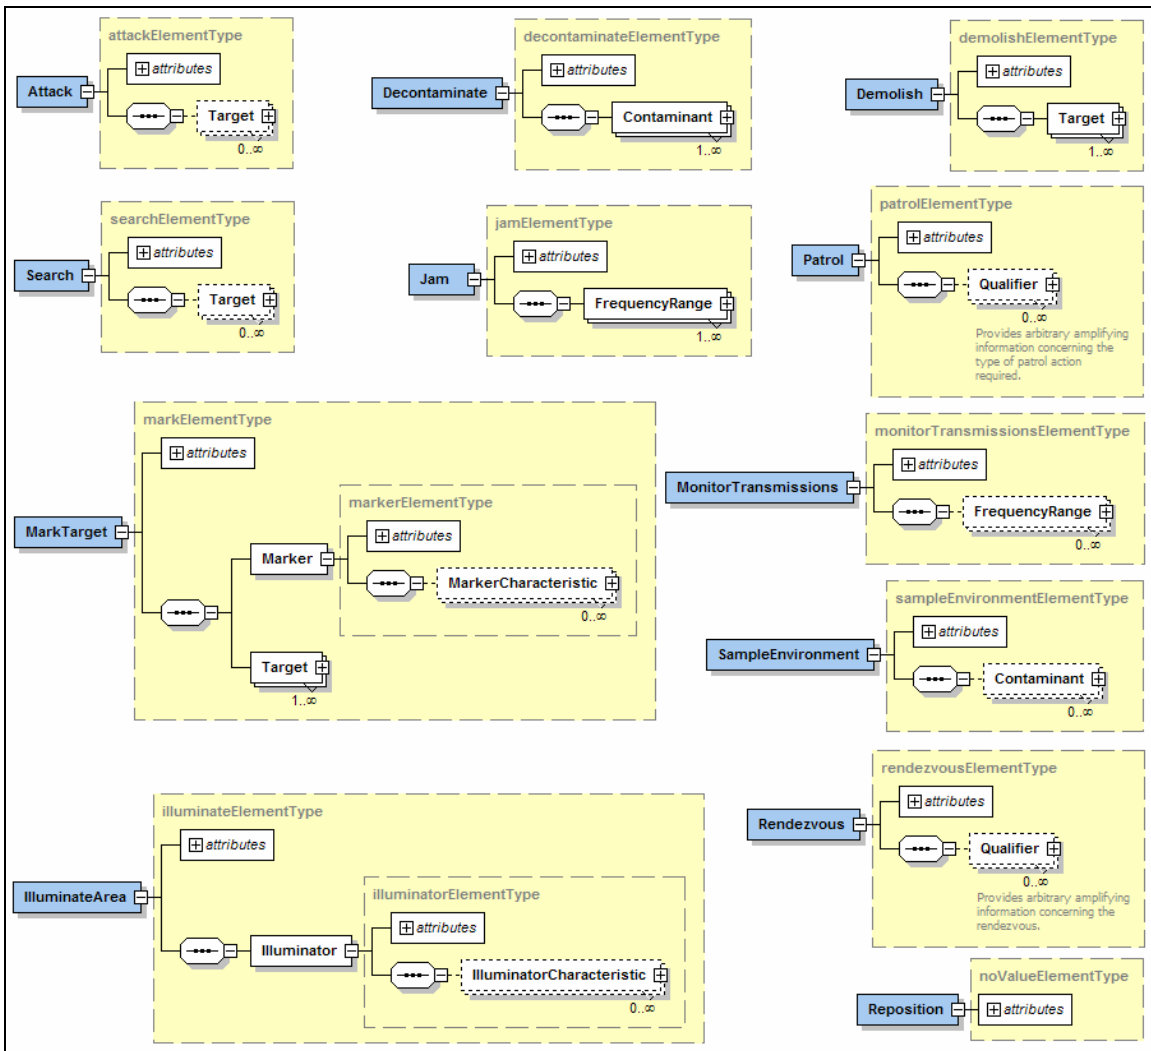 attackElementType
attributes
Attack
Target
0..∞
decontaminateElementType
attributes
Decontaminate
Contaminant
1..∞
demolishElementType
attributes
Demolish
Target
1..∞
searchElementType
attributes
Search
Target
0..∞
jamElementType
attributes
Jam
FrequencyRange
1..∞
patrolElementType
attributes
Patrol
Qualifier
0..∞
Provides arbitrary amplifying
information concerning the
type of patrol action
required.
markElementType
attributes
MarkTarget
markerElementType
attributes
Marker
MarkerCharacteristic
0..∞
Target
1..∞
monitorTransmissionsElementType
attributes
MonitorTransmissions
FrequencyRange
0..∞
sampleEnvironmentElementType
attributes
SampleEnvironment
Contaminant
0..∞
illuminateElementType
attributes
IlluminateArea
illuminatorElementType
attributes
Illuminator
IlluminatorCharacteristic
0..∞
rendezvousElementType
attributes
Rendezvous
Qualifier
0..∞
Provides arbitrary amplifying
information concerning the
rendezvous.
noValueElementType
Reposition
attributes